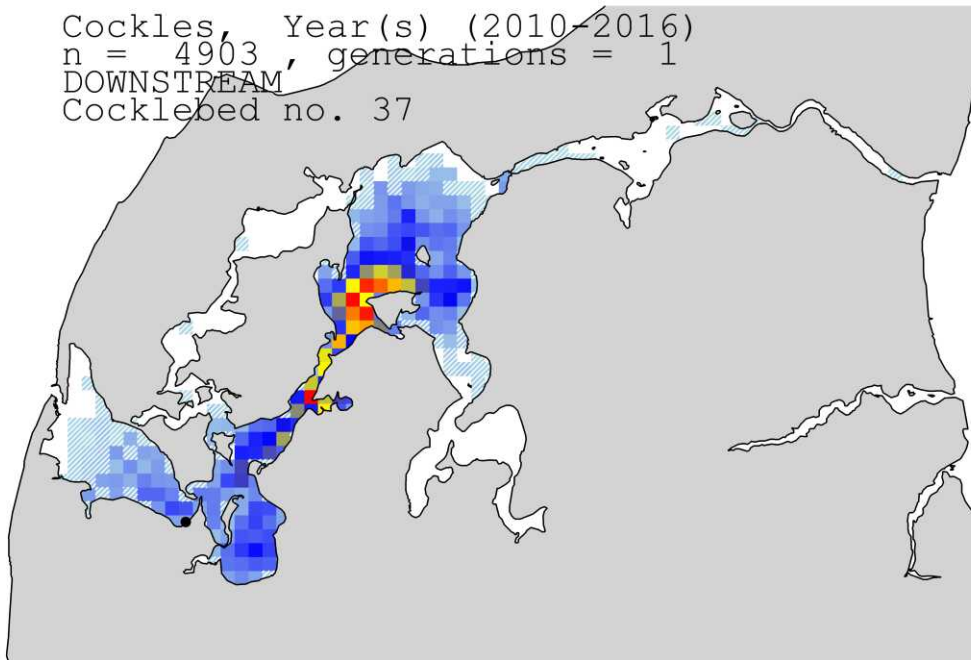 Cockles, Year(s) (2010-2016)
n = 4903 , generations = 1
DOWNSTREAM
Cocklebed no. 37